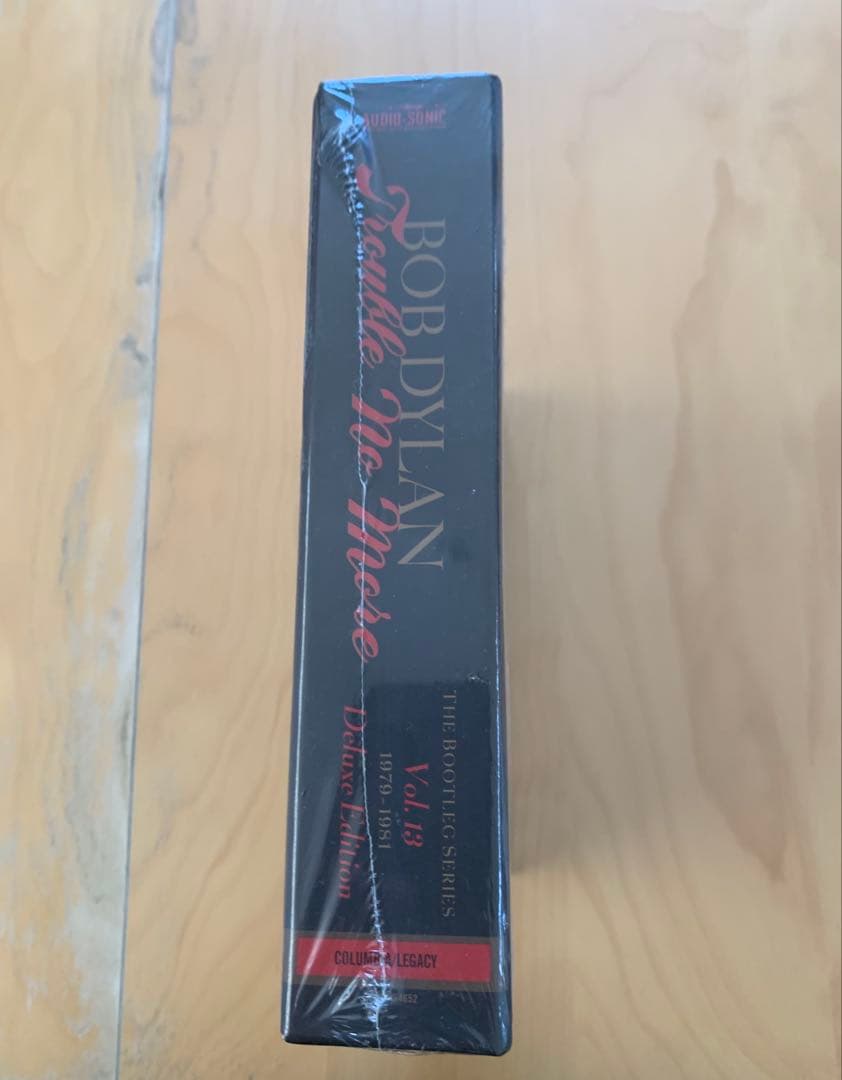 AUDIO-SONIC
BOB DYLAN
Trouble No More
THE BOOTLEG SERIES
Vol. 13
1979-1981
Deluxe Edition
COLUMBIA/LEGACY